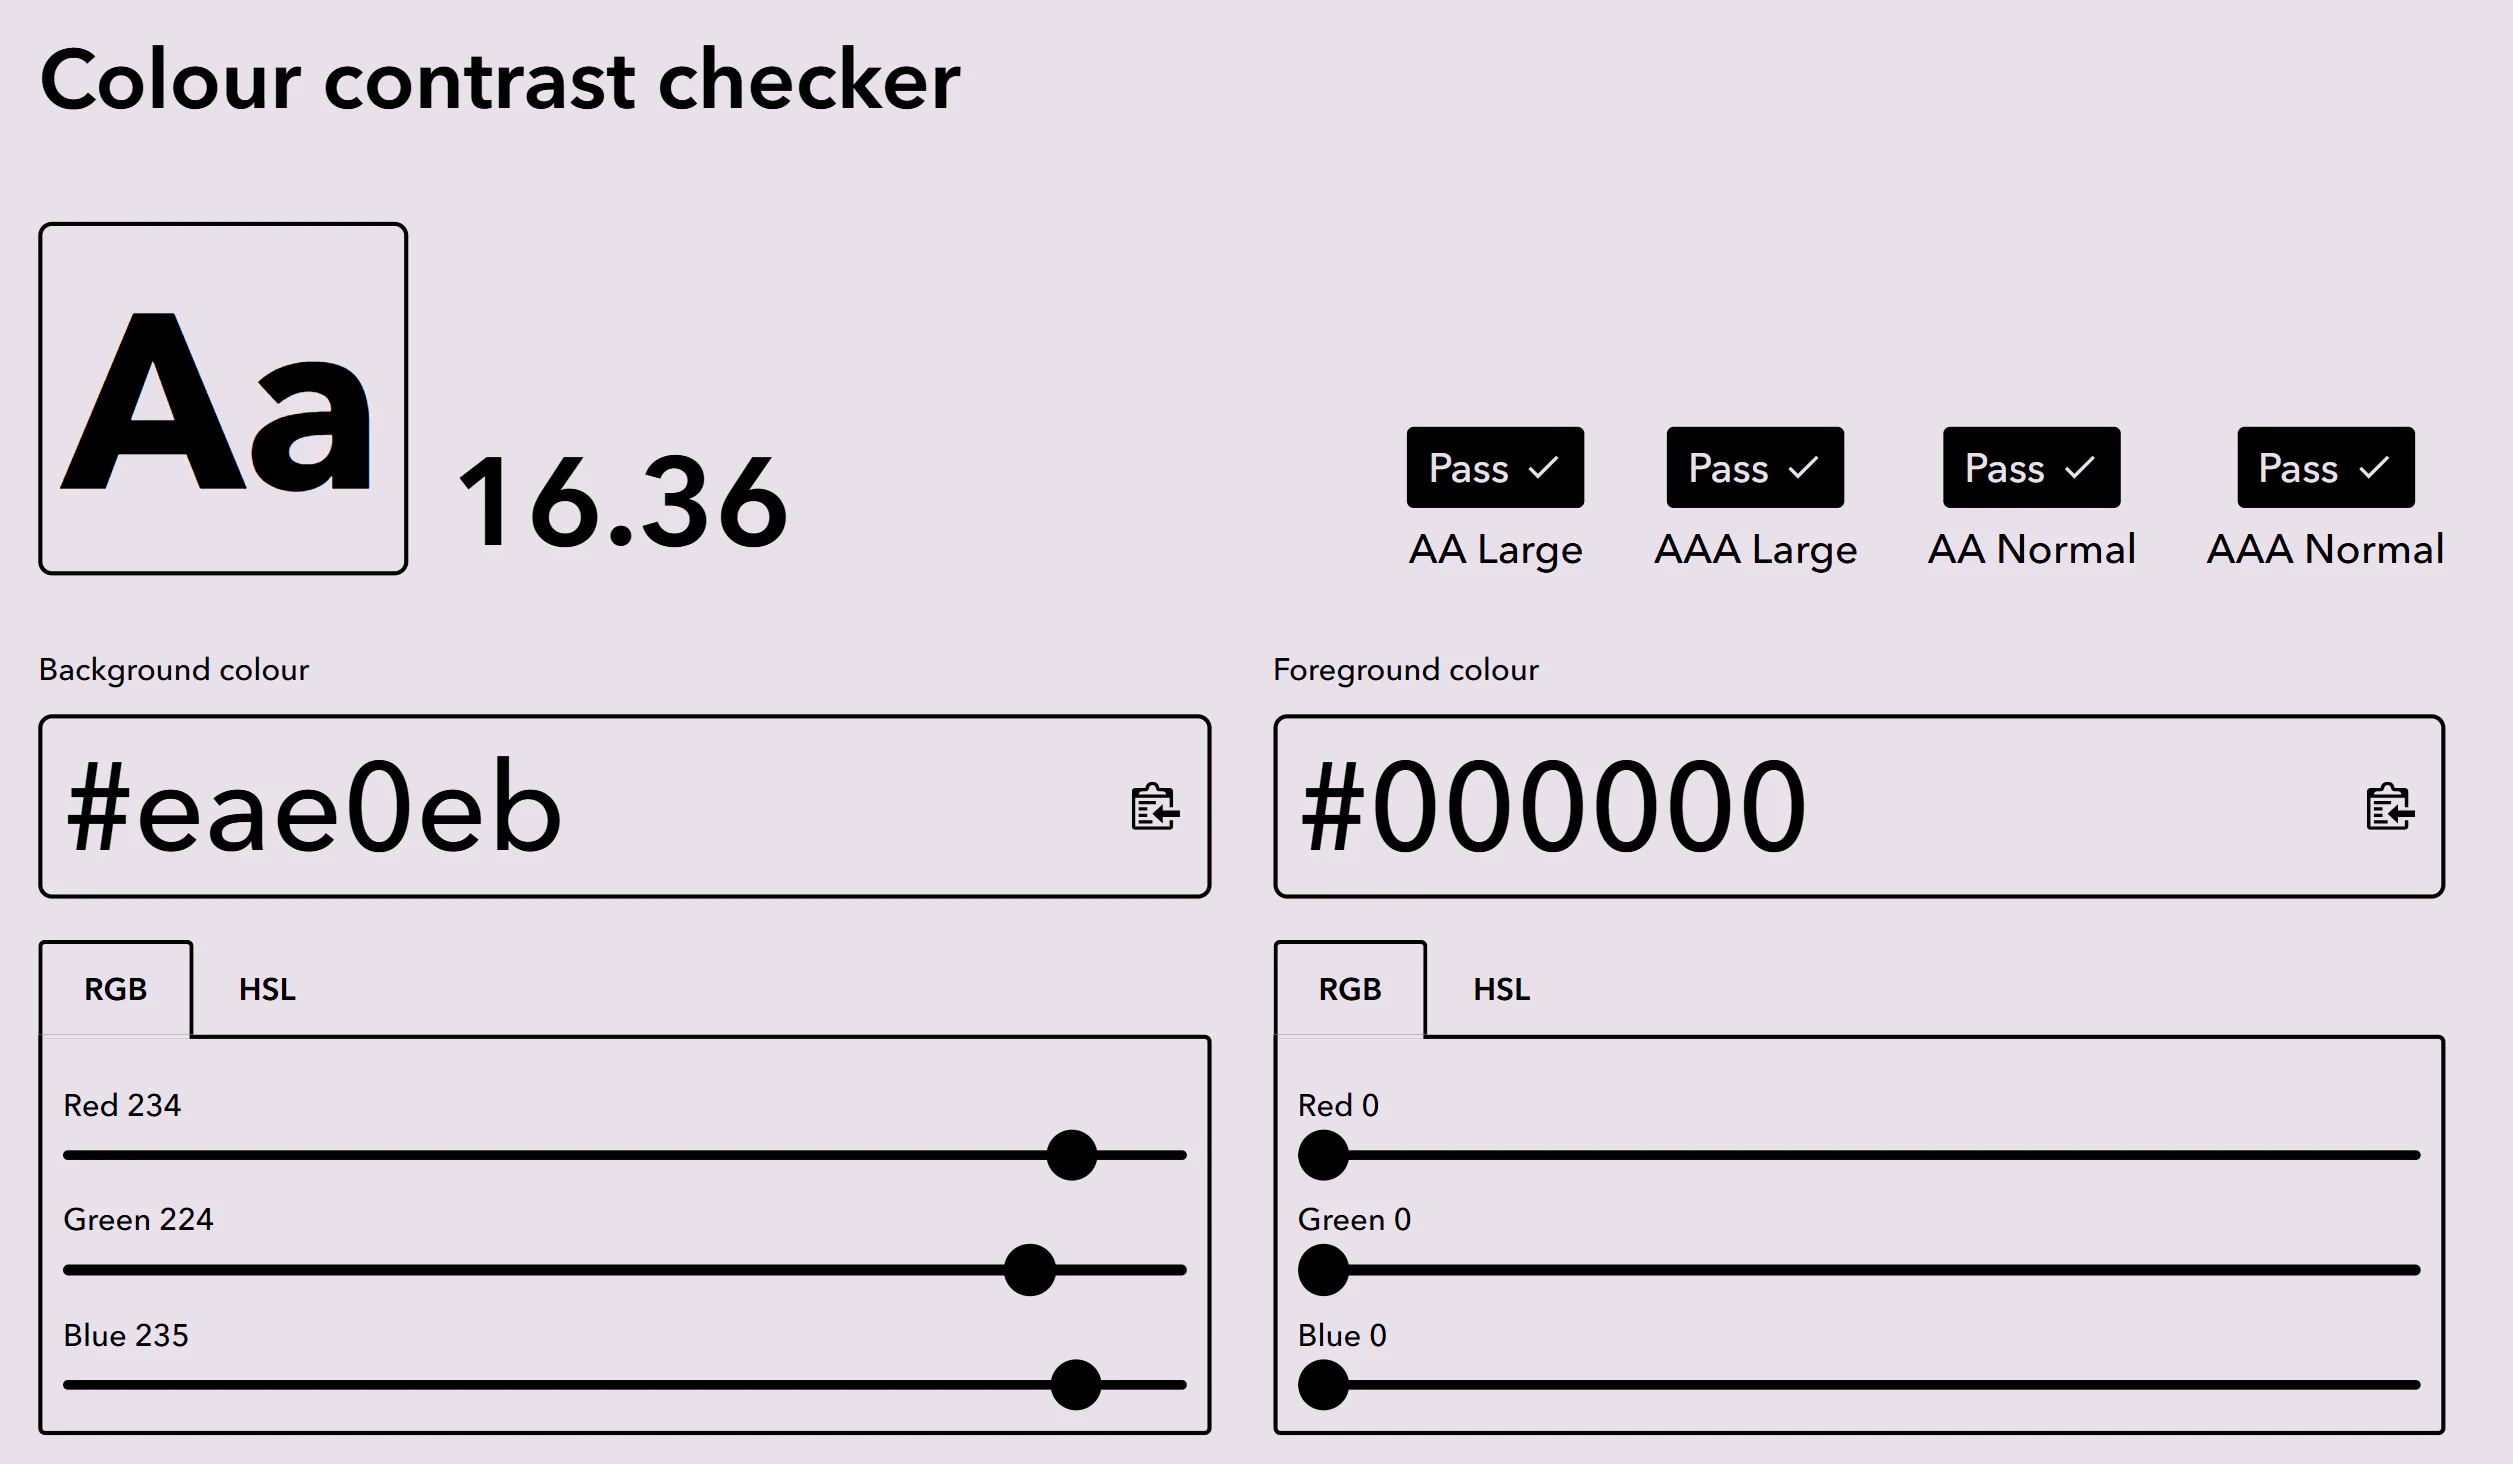 Colour contrast checker
Aa
16.36
Pass ✓
AA Large
Pass ✓
AAA Large
Pass ✓
AA Normal
Pass ✓
AAA Normal
Background colour
#eae0eb
RGB HSL
Red 234
Green 224
Blue 235
Foreground colour
#000000
RGB HSL
Red 0
Green 0
Blue 0